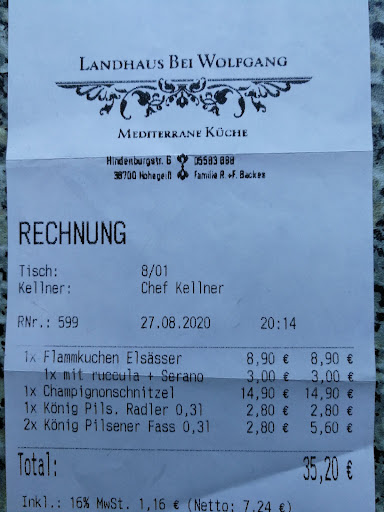 LANDHAUS BEI WOLFGANG
MEDITERRANE KÜCHE
Hindenburgstr. 6 05583 898
38700 Hohegeiß Familie R. +F. Backes
RECHNUNG
Tisch: 8/01
Kellner: Chef Kellner
RNr.: 599 27.08.2020 20:14
1x Flammkuchen Elsässer 8,90 € 8,90 €
1x mit ruccula + Serano 3,00 € 3,00 €
1x Champignonschnitzel 14,90 € 14,90 €
1x König Pils. Radler 0,3l 2,80 € 2,80 €
2x König Pilsener Fass 0,3l 2,80 € 5,60 €
Total: 35,20 €
Inkl.: 16% MwSt. 1,16 € (Netto: 7,24 €)